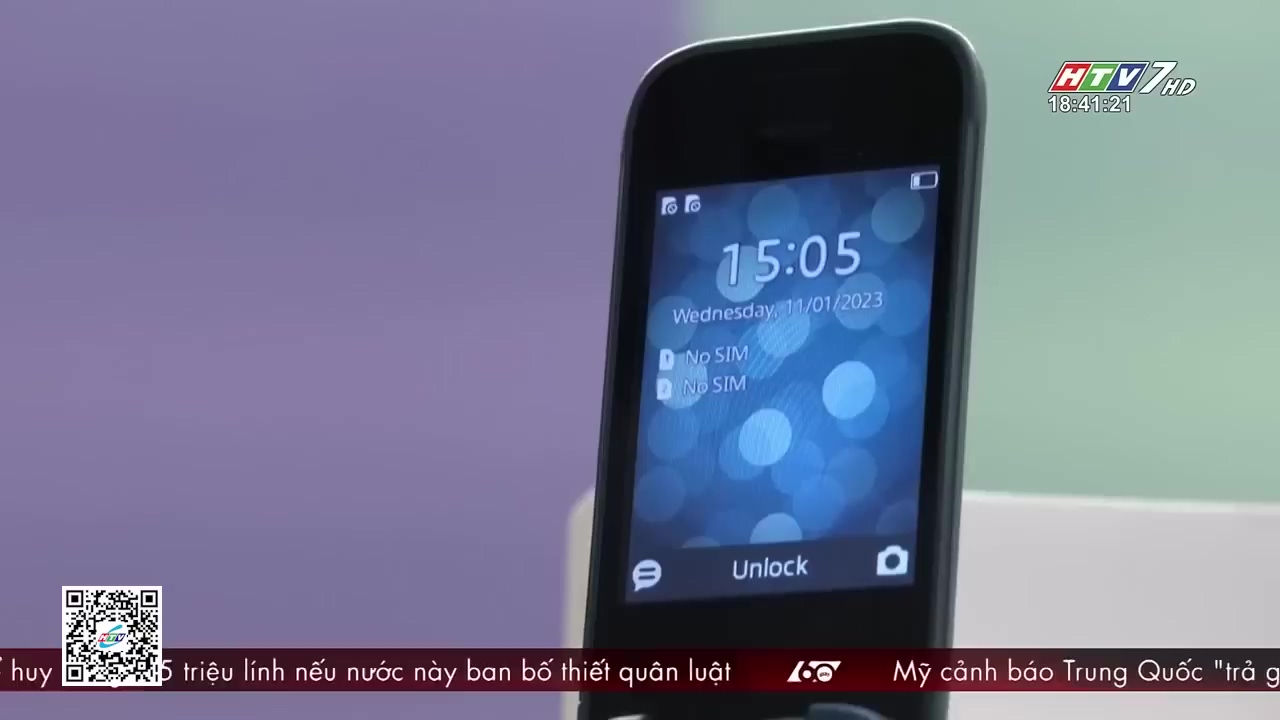 HTV7HD
18:41:21
15:05
Wednesday, 11/01/2023
No SIM
No SIM
Unlock
HTV
huy 5 triệu lính nếu nước này ban bố thiết quân luật
Mỹ cảnh báo Trung Quốc "trả g